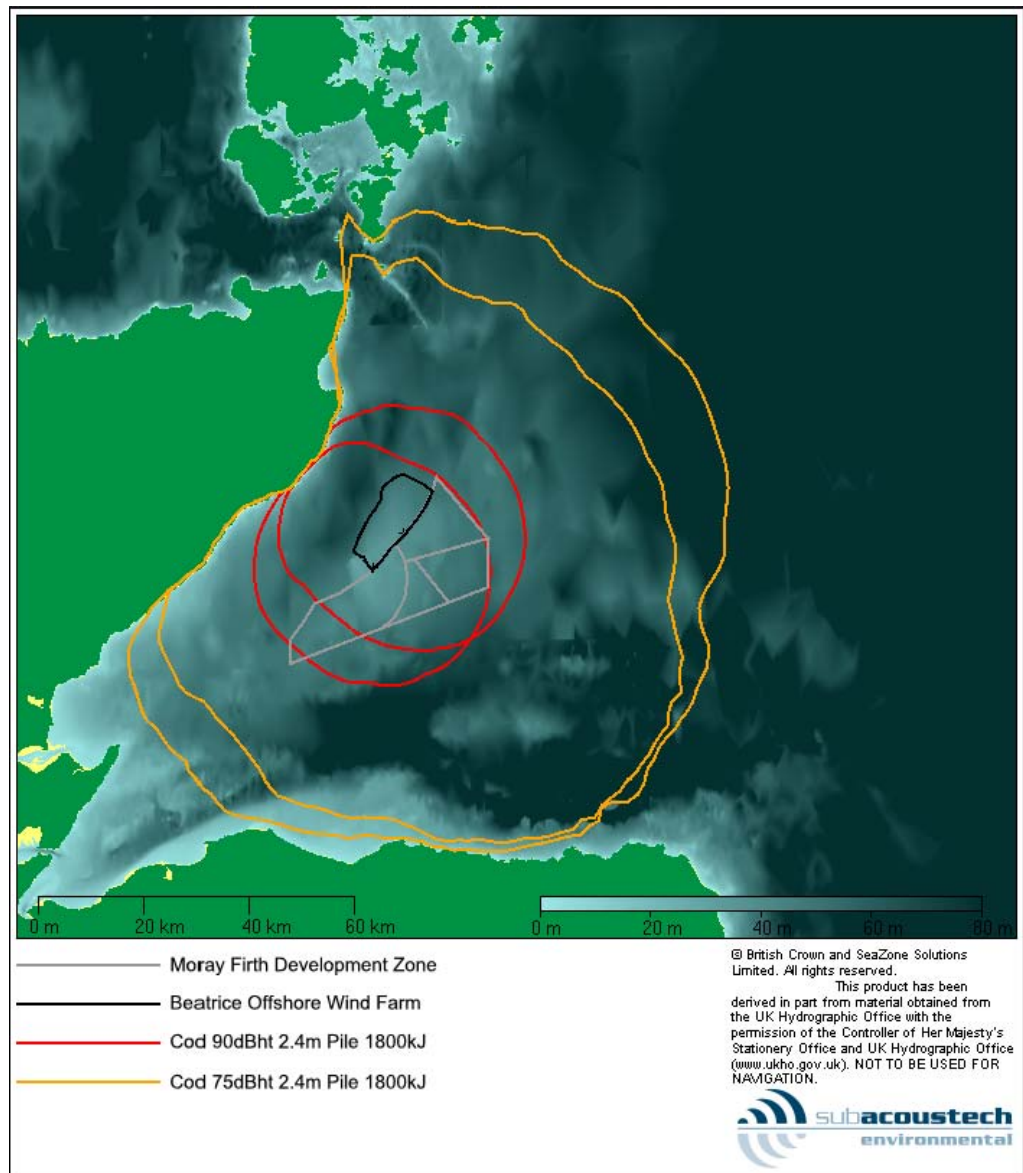 0 m 20 km 40 km 60 km 0 m 20 m 40 m 60 m 80 m
Moray Firth Development Zone
Beatrice Offshore Wind Farm
Cod 90dBht 2.4m Pile 1800kJ
Cod 75dBht 2.4m Pile 1800kJ
© British Crown and SeaZone Solutions
Limited. All rights reserved.
This product has been
derived in part from material obtained from
the UK Hydrographic Office with the
permission of the Controller of Her Majesty's
Stationery Office and UK Hydrographic Office
(www.ukho.gov.uk). NOT TO BE USED FOR
NAVIGATION.
subacoustech
environmental